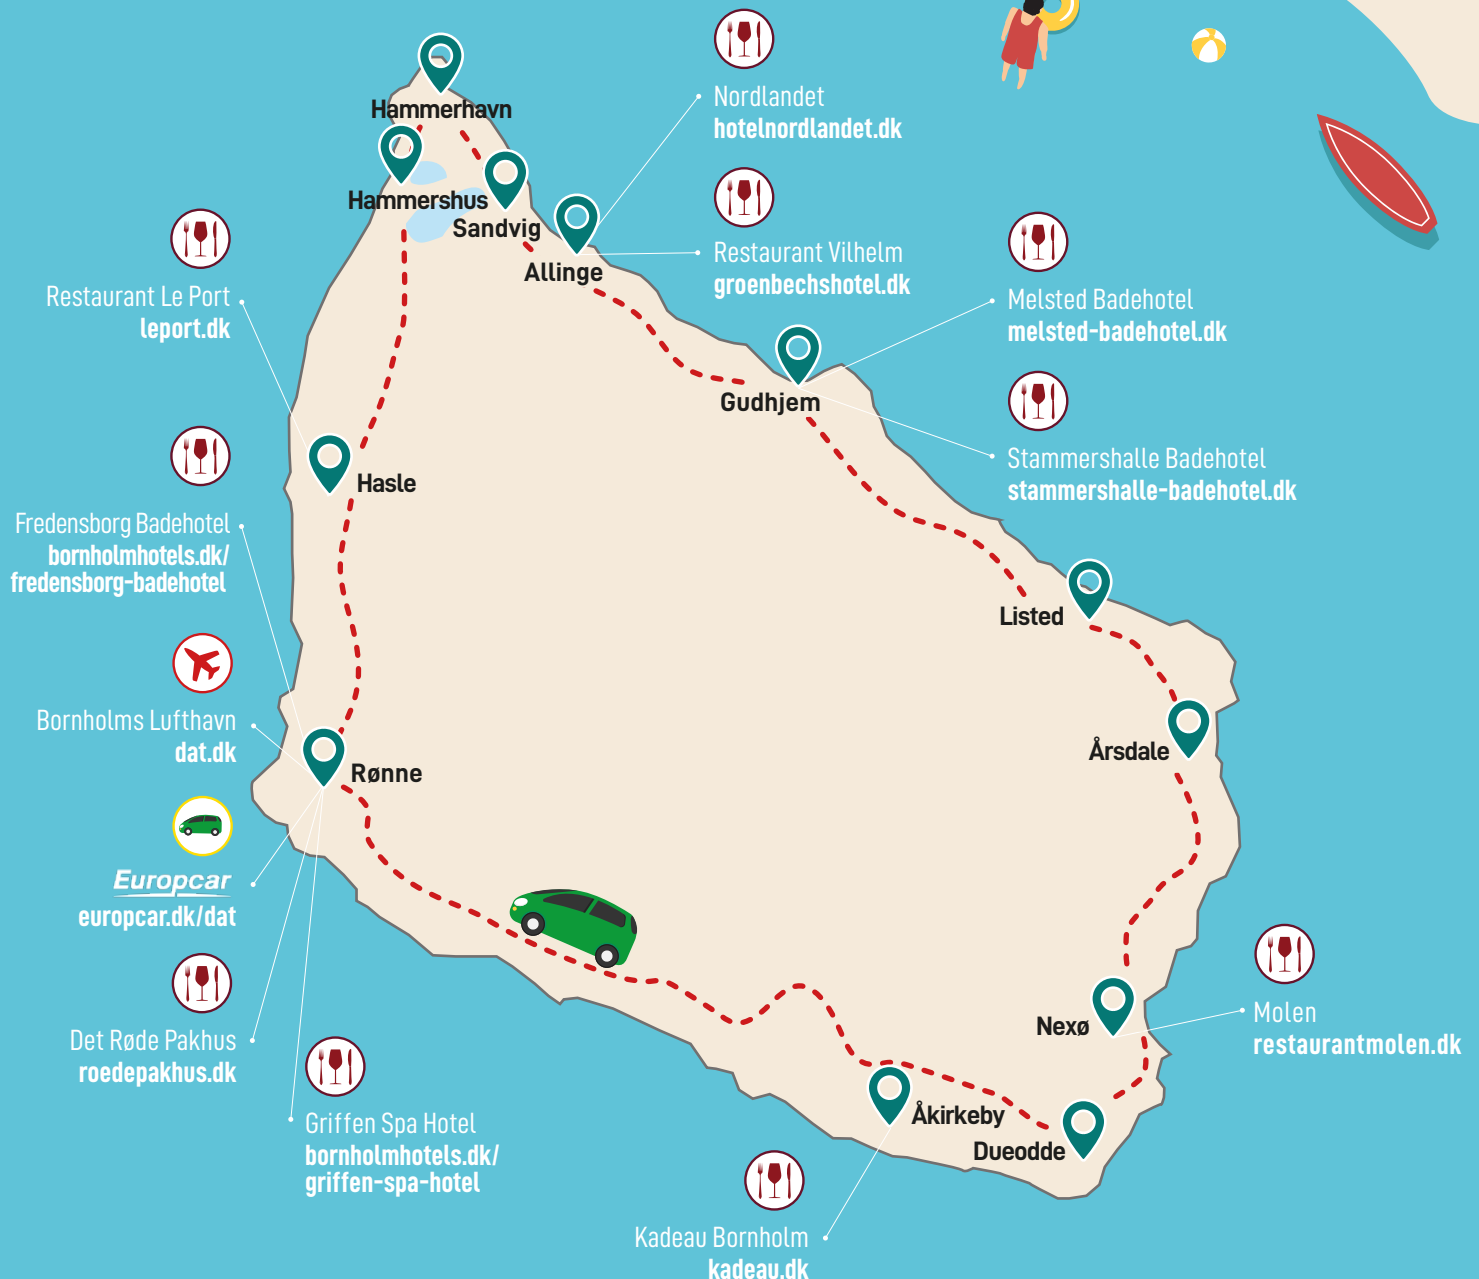 Hammerhavn
Hammershus
Sandvig
Allinge
Nordlandet
hotelnordlandet.dk
Restaurant Vilhelm
groenbechshotel.dk
Melsted Badehotel
melsted-badehotel.dk
Gudhjem
Stammershalle Badehotel
stammershalle-badehotel.dk
Restaurant Le Port
leport.dk
Hasle
Fredensborg Badehotel
bornholmhotels.dk/
fredensborg-badehotel
Listed
Bornholms Lufthavn
dat.dk
Rønne
Årsdale
Europcar
europcar.dk/dat
Det Røde Pakhus
roedepakhus.dk
Nexø
Molen
restaurantmolen.dk
Griffen Spa Hotel
bornholmhotels.dk/
griffen-spa-hotel
Åkirkeby
Dueodde
Kadeau Bornholm
kadeau.dk